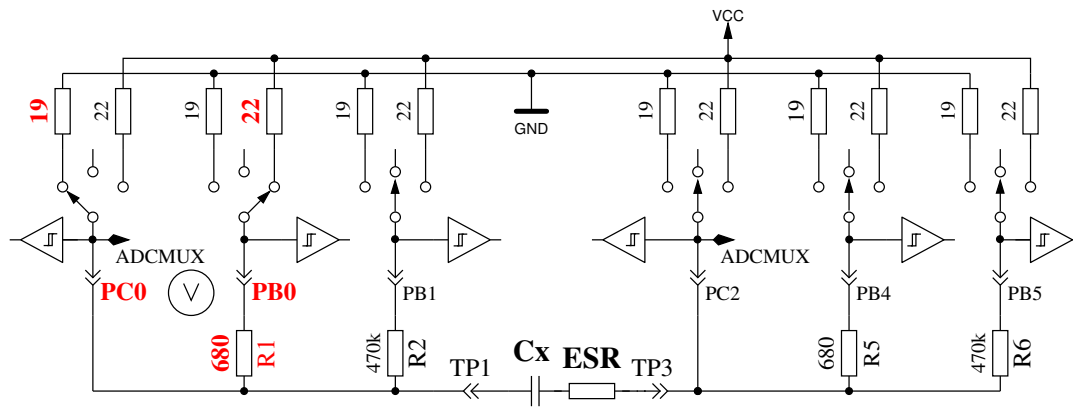 VCC
19
22
19
22
19
22
GND
19
22
19
22
19
22
ADCMUX
ADCMUX
PC0
V
PB0
PB1
PC2
PB4
PB5
680
R1
470k
R2
680
R5
470k
R6
TP1
Cx
ESR
TP3